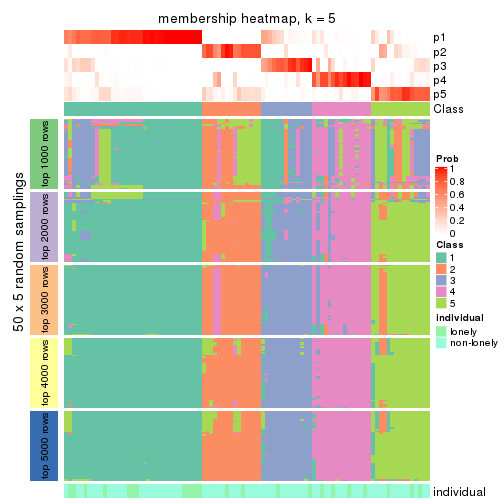 membership heatmap, k = 5
p1
p2
p3
p4
p5
Class
50 x 5 random samplings
top 1000 rows
top 2000 rows
top 3000 rows
top 4000 rows
top 5000 rows
individual
Prob
1
0.8
0.6
0.4
0.2
0
Class
1
2
3
4
5
individual
lonely
non-lonely